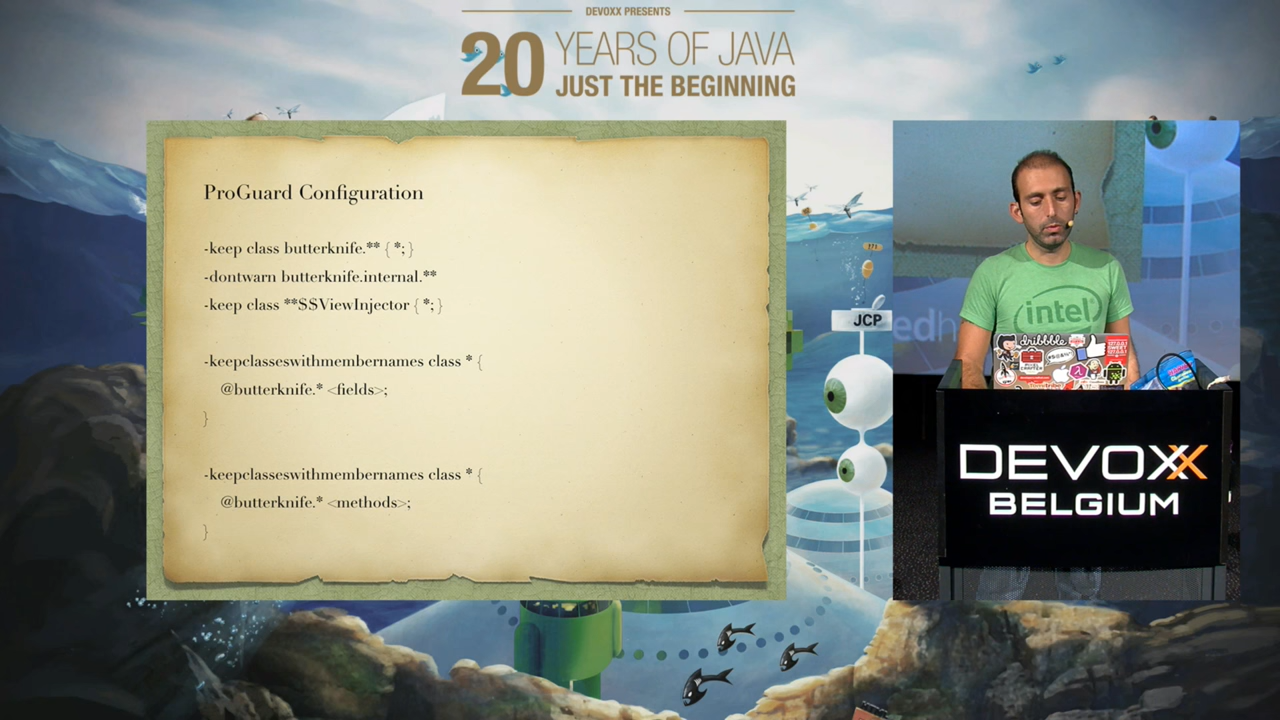 DEVOXX PRESENTS
20 YEARS OF JAVA
JUST THE BEGINNING
ProGuard Configuration
-keep class butterknife.** { *; }
-dontwarn butterknife.internal.**
-keep class **$$ViewInjector { *; }
-keepclasseswithmembernames class * {
@butterknife.* <fields>;
}
-keepclasseswithmembernames class * {
@butterknife.* <methods>;
}
JCP
intel
dribbble
DEVOXX
BELGIUM